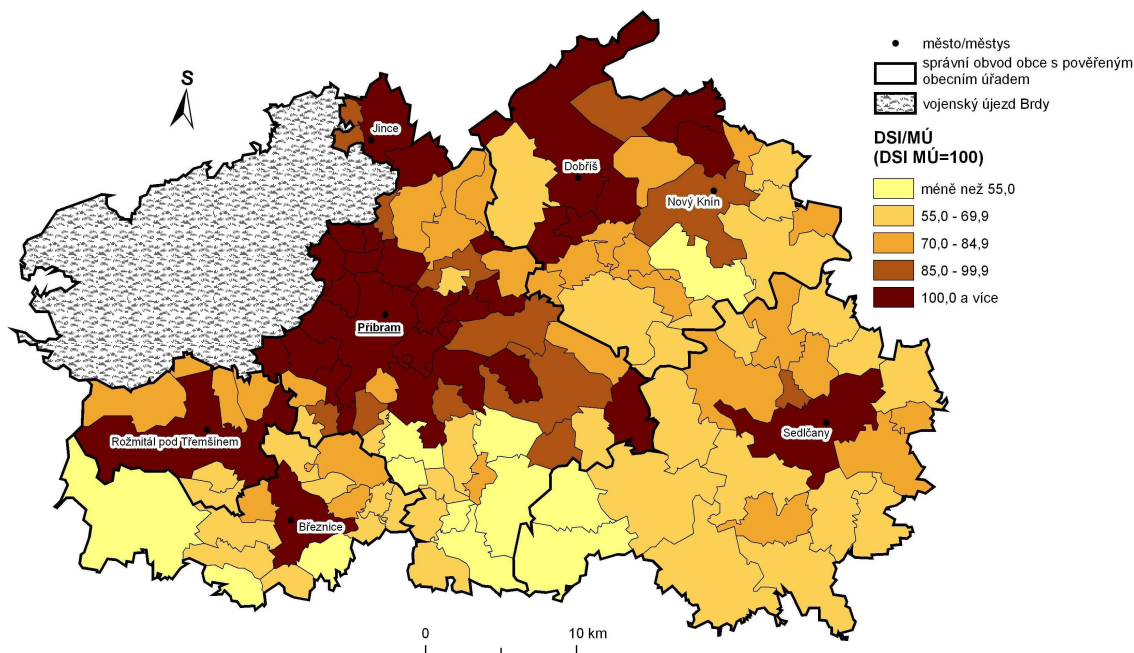 S
město/městys
správní obvod obce s pověřeným
obecním úřadem
vojenský újezd Brdy
DSI/MÚ
(DSI MÚ=100)
méně než 55,0
55,0 - 69,9
70,0 - 84,9
85,0 - 99,9
100,0 a více
Jince
Dobříš
Nový Knín
Příbram
Rožmitál pod Třemšínem
Sedlčany
Březnice
0 10 km